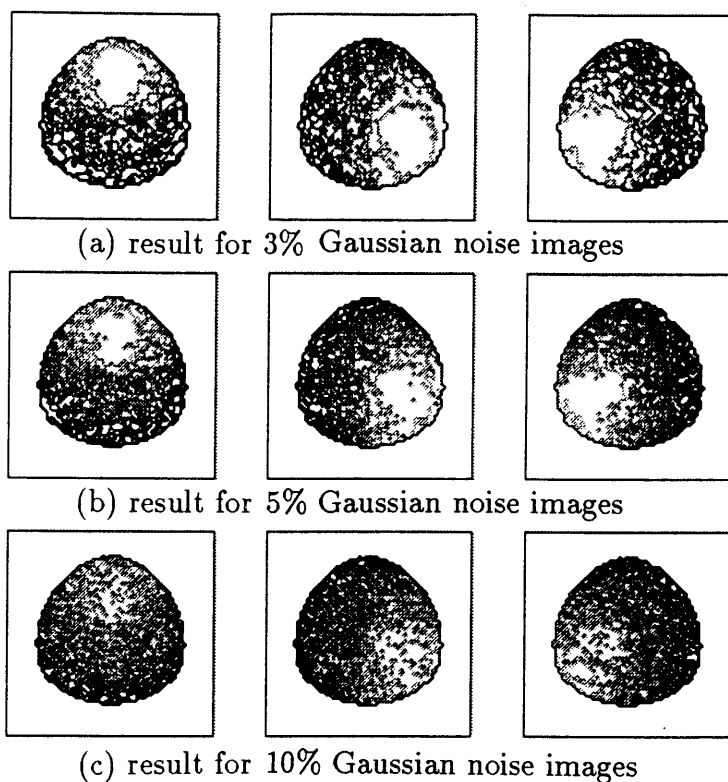 (a) result for 3% Gaussian noise images
(b) result for 5% Gaussian noise images
(c) result for 10% Gaussian noise images